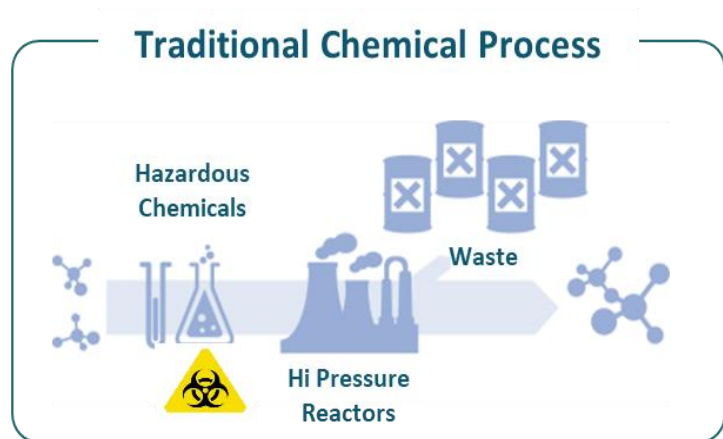 Traditional Chemical Process
Hazardous
Chemicals
Waste
Hi Pressure
Reactors